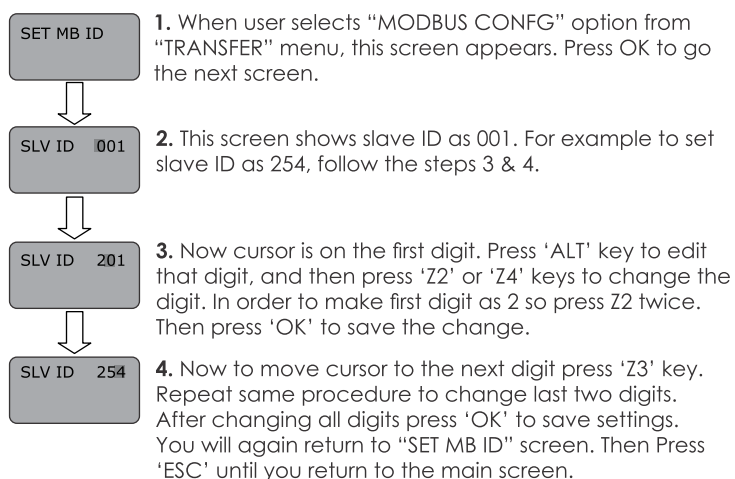 SET MB ID
1. When user selects “MODBUS CONFG” option from
“TRANSFER” menu, this screen appears. Press OK to go
the next screen.
SLV ID 001
2. This screen shows slave ID as 001. For example to set
slave ID as 254, follow the steps 3 & 4.
SLV ID 201
3. Now cursor is on the first digit. Press ‘ALT’ key to edit
that digit, and then press ‘Z2’ or ‘Z4’ keys to change the
digit. In order to make first digit as 2 so press Z2 twice.
Then press ‘OK’ to save the change.
SLV ID 254
4. Now to move cursor to the next digit press ‘Z3’ key.
Repeat same procedure to change last two digits.
After changing all digits press ‘OK’ to save settings.
You will again return to “SET MB ID” screen. Then Press
‘ESC’ until you return to the main screen.